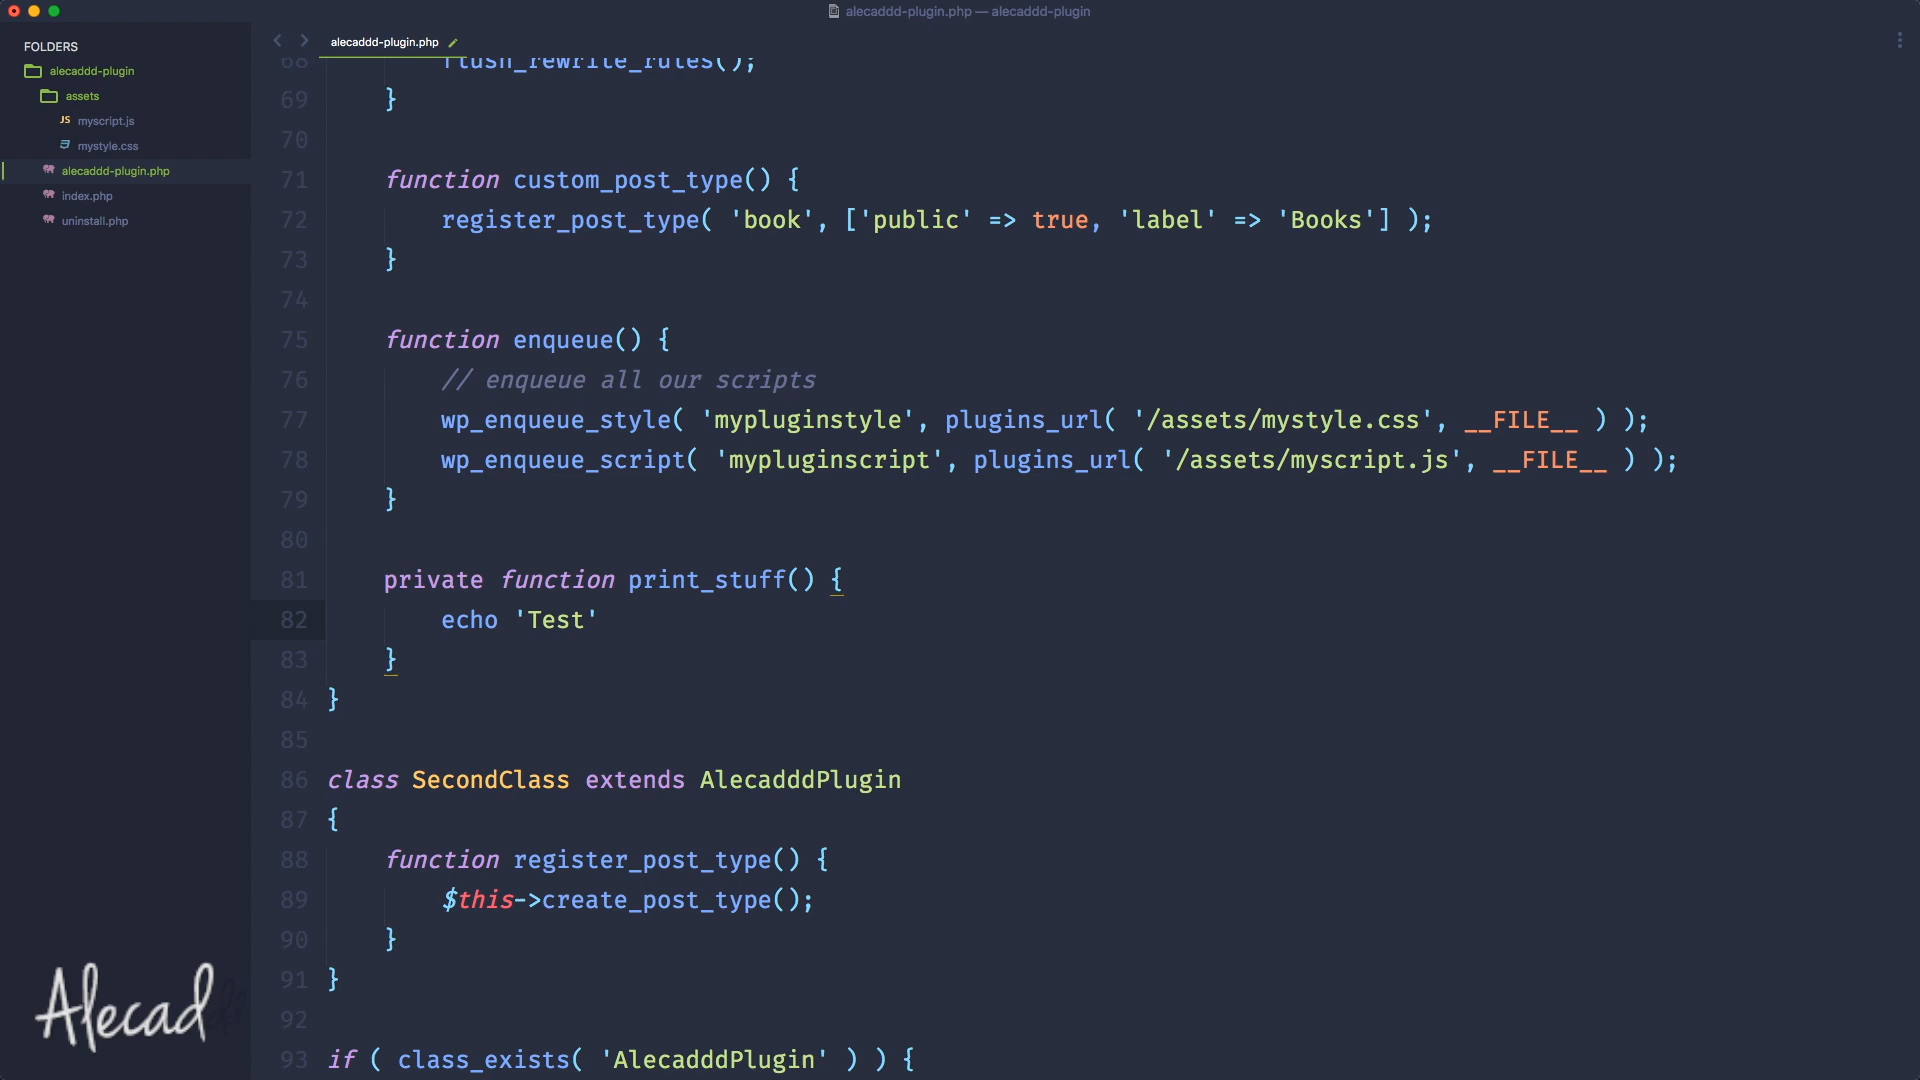 alecaddd-plugin.php — alecaddd-plugin
FOLDERS
alecaddd-plugin
assets
JS myscript.js
mystyle.css
alecaddd-plugin.php
index.php
uninstall.php
alecaddd-plugin.php
68 flush_rewrite_rules();
69 }
70
71 function custom_post_type() {
72 register_post_type( 'book', ['public' => true, 'label' => 'Books'] );
73 }
74
75 function enqueue() {
76 // enqueue all our scripts
77 wp_enqueue_style( 'mypluginstyle', plugins_url( '/assets/mystyle.css', __FILE__ ) );
78 wp_enqueue_script( 'mypluginscript', plugins_url( '/assets/myscript.js', __FILE__ ) );
79 }
80
81 private function print_stuff() {
82 echo 'Test'
83 }
84 }
85
86 class SecondClass extends AlecadddPlugin
87 {
88 function register_post_type() {
89 $this->create_post_type();
90 }
91 }
92
93 if ( class_exists( 'AlecadddPlugin' ) ) {
Alecad